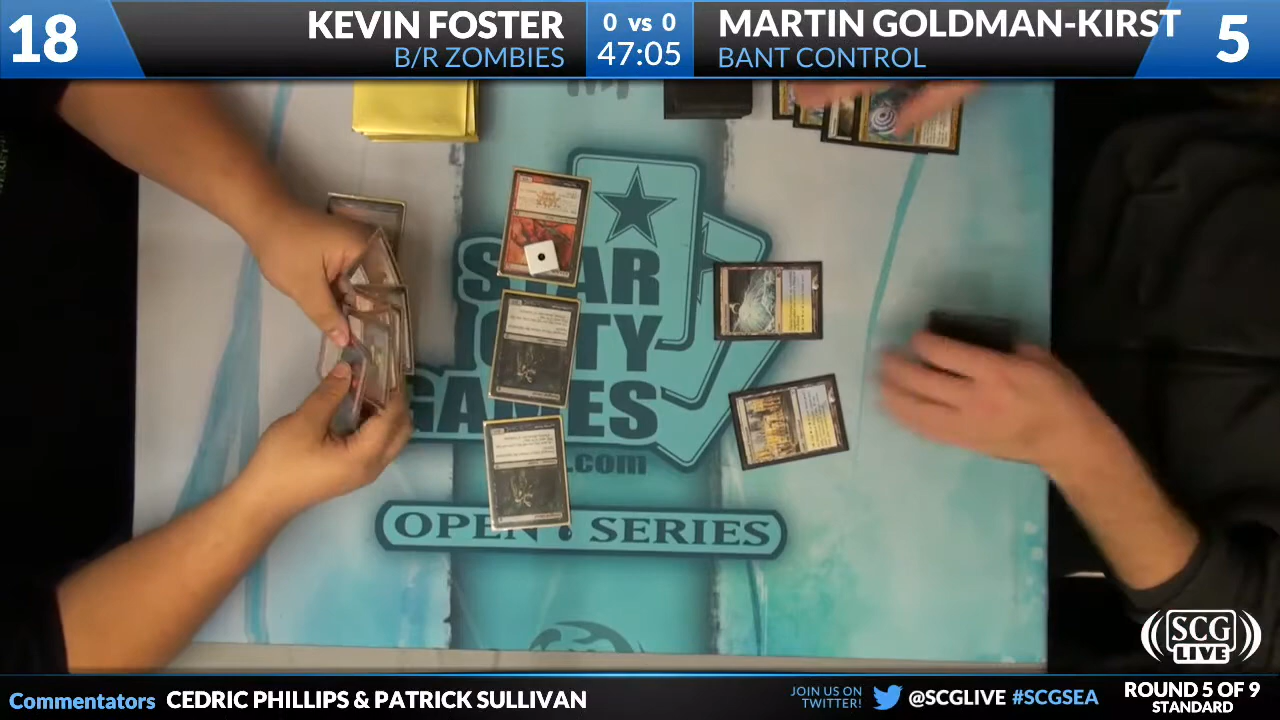 18
KEVIN FOSTER
B/R ZOMBIES
0 vs 0
47:05
MARTIN GOLDMAN-KIRST
BANT CONTROL
5
STAR
CITY
GAMES
.com
OPEN SERIES
SCG
LIVE
Commentators CEDRIC PHILLIPS & PATRICK SULLIVAN
JOIN US ON
TWITTER!
@SCGLIVE #SCGSEA
ROUND 5 OF 9
STANDARD